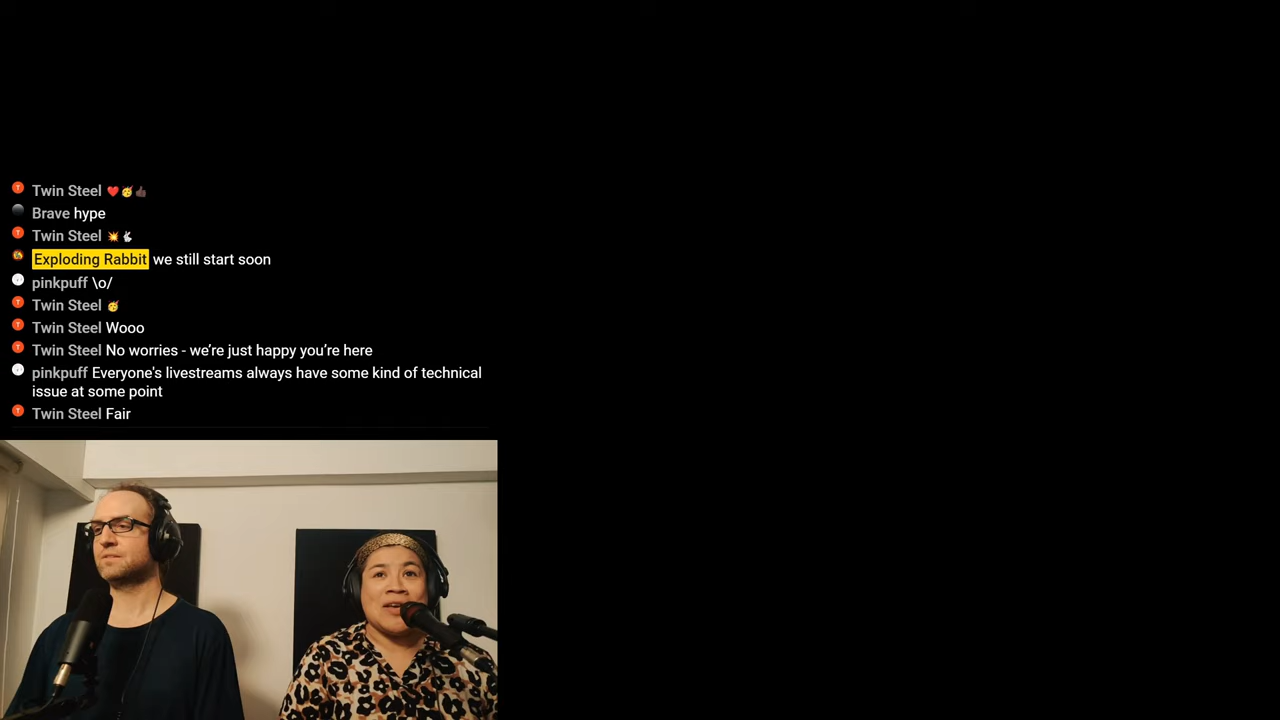 Twin Steel ❤️🥳👍🏿
Brave hype
Twin Steel 💥🐇
Exploding Rabbit we still start soon
pinkpuff \o/
Twin Steel 🥳
Twin Steel Wooo
Twin Steel No worries - we’re just happy you’re here
pinkpuff Everyone's livestreams always have some kind of technical
issue at some point
Twin Steel Fair